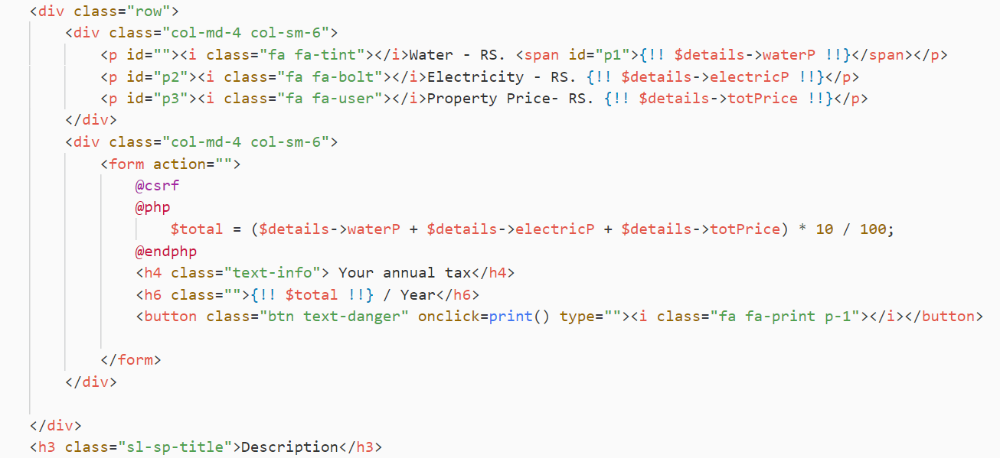 <div class="row">
<div class="col-md-4 col-sm-6">
<p id=""><i class="fa fa-tint"></i>Water - RS. <span id="p1">{!! $details->waterP !!}</span></p>
<p id="p2"><i class="fa fa-bolt"></i>Electricity - RS. {!! $details->electricP !!}</p>
<p id="p3"><i class="fa fa-user"></i>Property Price- RS. {!! $details->totPrice !!}</p>
</div>
<div class="col-md-4 col-sm-6">
<form action="">
@csrf
@php
$total = ($details->waterP + $details->electricP + $details->totPrice) * 10 / 100;
@endphp
<h4 class="text-info"> Your annual tax</h4>
<h6 class="">{!! $total !!} / Year</h6>
<button class="btn text-danger" onclick=print() type=""><i class="fa fa-print p-1"></i></button>
</form>
</div>
</div>
<h3 class="sl-sp-title">Description</h3>